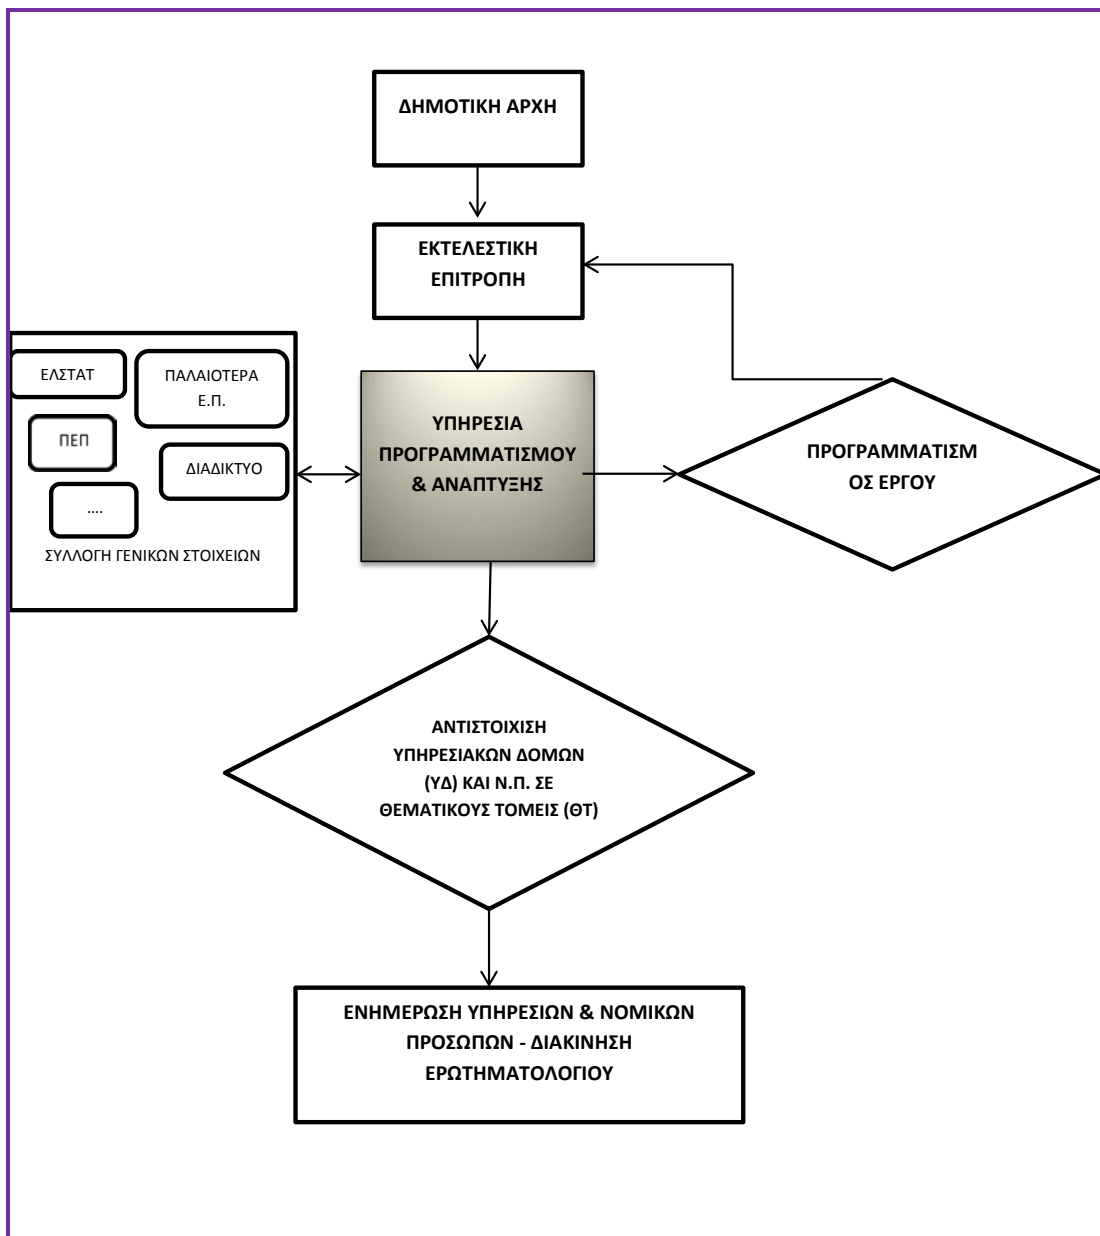 ΔΗΜΟΤΙΚΗ ΑΡΧΗ
ΕΚΤΕΛΕΣΤΙΚΗ
ΕΠΙΤΡΟΠΗ
ΕΛΣΤΑΤ
ΠΑΛΑΙΟΤΕΡΑ
Ε.Π.
ΠΕΠ
ΔΙΑΔΙΚΤΥΟ
....
ΣΥΛΛΟΓΗ ΓΕΝΙΚΩΝ ΣΤΟΙΧΕΙΩΝ
ΥΠΗΡΕΣΙΑ
ΠΡΟΓΡΑΜΜΑΤΙΣΜΟΥ
& ΑΝΑΠΤΥΞΗΣ
ΠΡΟΓΡΑΜΜΑΤΙΣΜ
ΟΣ ΕΡΓΟΥ
ΑΝΤΙΣΤΟΙΧΙΣΗ
ΥΠΗΡΕΣΙΑΚΩΝ ΔΟΜΩΝ
(ΥΔ) ΚΑΙ Ν.Π. ΣΕ
ΘΕΜΑΤΙΚΟΥΣ ΤΟΜΕΙΣ (ΘΤ)
ΕΝΗΜΕΡΩΣΗ ΥΠΗΡΕΣΙΩΝ & ΝΟΜΙΚΩΝ
ΠΡΟΣΩΠΩΝ - ΔΙΑΚΙΝΗΣΗ
ΕΡΩΤΗΜΑΤΟΛΟΓΙΟΥ